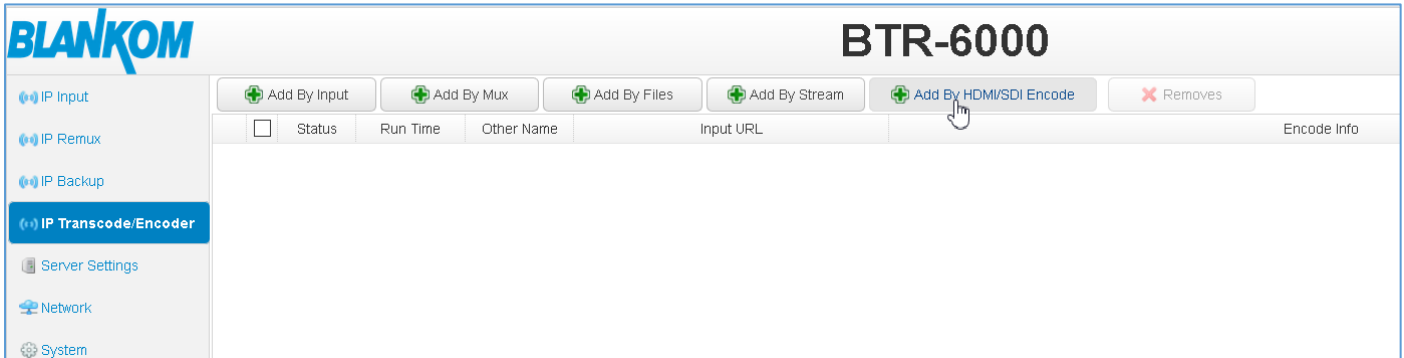 BLANKOM
BTR-6000
IP Input
IP Remux
IP Backup
IP Transcode/Encoder
Server Settings
Network
System
Add By Input Add By Mux Add By Files Add By Stream Add By HDMI/SDI Encode Removes
Status Run Time Other Name Input URL Encode Info